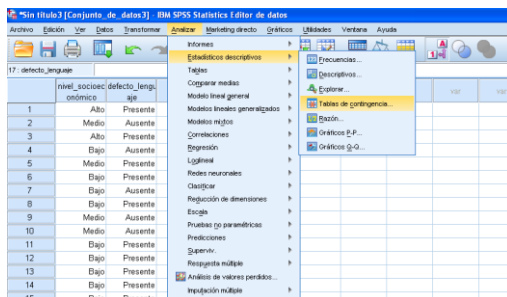 *Sin título3 [Conjunto_de_datos3] - IBM SPSS Statistics Editor de datos
Archivo Edición Ver Datos Transformar Analizar Marketing directo Gráficos Utilidades Ventana Ayuda
17 : defecto_lenguaje
nivel_socioec defecto_lengu
onómico aje
var var
1 Alto Presente
2 Medio Ausente
3 Alto Presente
4 Bajo Ausente
5 Medio Presente
6 Bajo Ausente
7 Bajo Ausente
8 Bajo Presente
9 Medio Ausente
10 Medio Ausente
11 Bajo Presente
12 Bajo Presente
13 Bajo Presente
14 Bajo Presente
Informes
Estadísticos descriptivos
Tablas
Comparar medias
Modelo lineal general
Modelos lineales generalizados
Modelos mixtos
Correlaciones
Regresión
Loglineal
Redes neuronales
Clasificar
Reducción de dimensiones
Escala
Pruebas no paramétricas
Predicciones
Superviv.
Respuesta múltiple
Análisis de valores perdidos...
Imputación múltiple
Frecuencias...
Descriptivos...
Explorar...
Tablas de contingencia...
Razón...
Gráficos P-P...
Gráficos Q-Q...